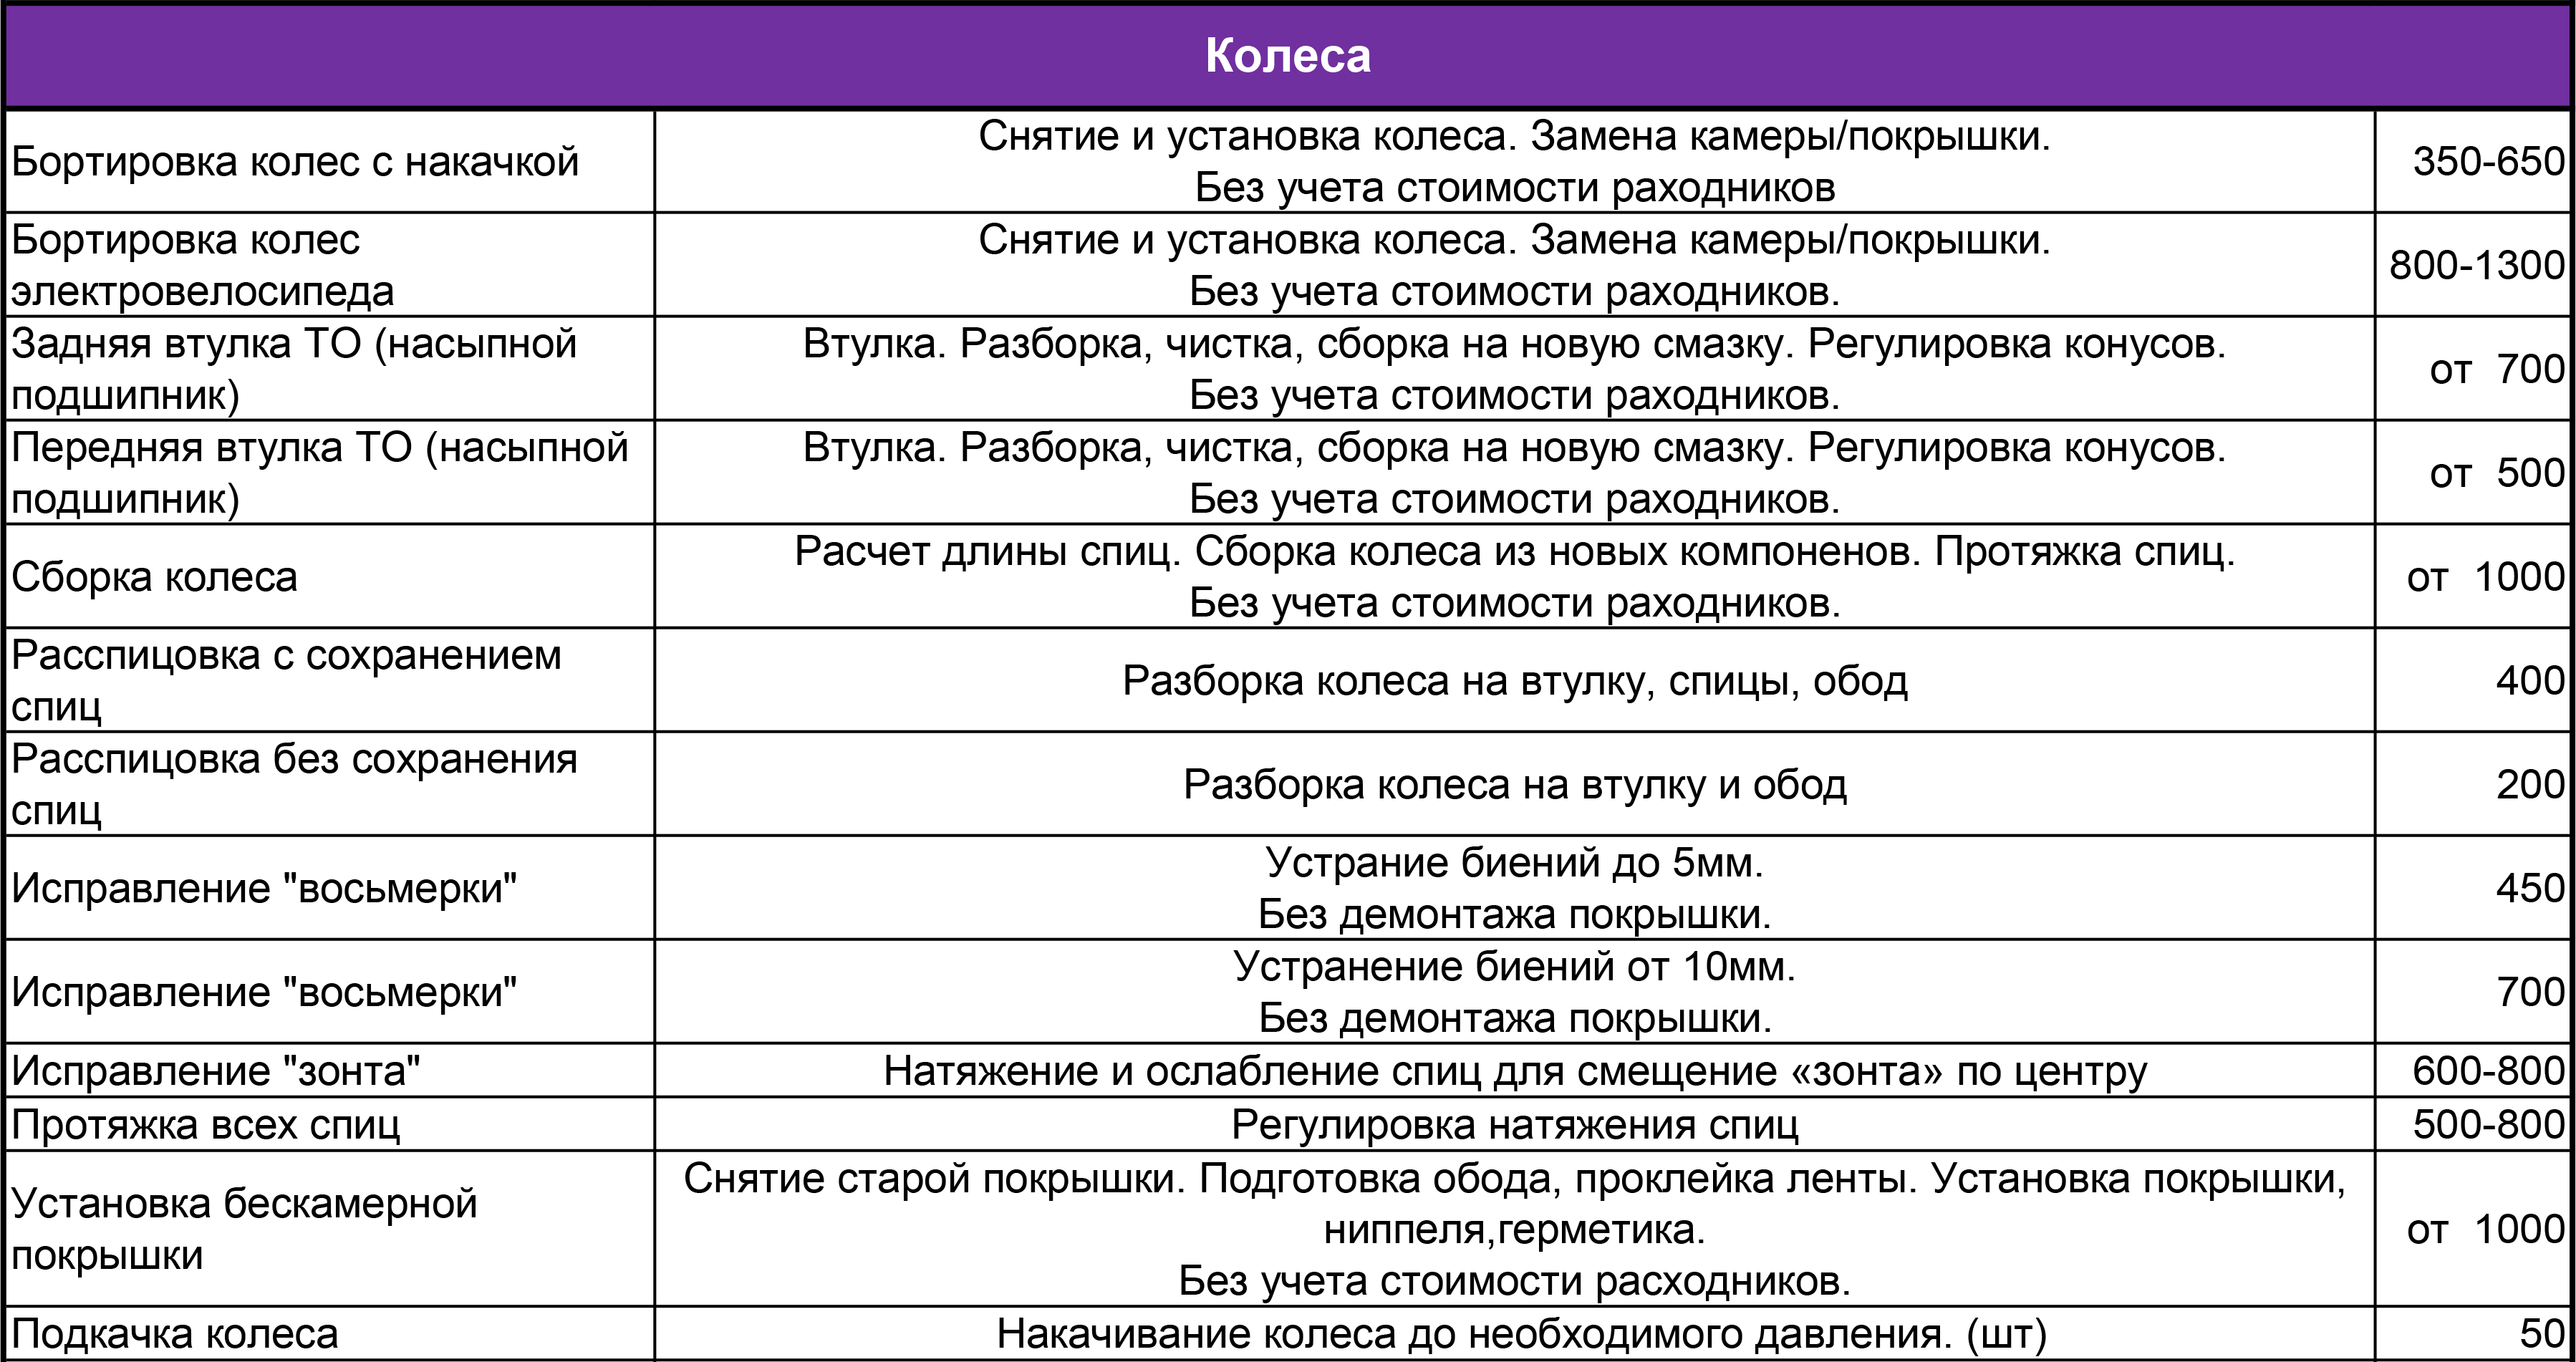 Колеса
Бортировка колес с накачкой
Снятие и установка колеса. Замена камеры/покрышки.
Без учета стоимости раходников
350-650
Бортировка колес
электровелосипеда
Снятие и установка колеса. Замена камеры/покрышки.
Без учета стоимости раходников.
800-1300
Задняя втулка ТО (насыпной
подшипник)
Втулка. Разборка, чистка, сборка на новую смазку. Регулировка конусов.
Без учета стоимости раходников.
от 700
Передняя втулка ТО (насыпной
подшипник)
Втулка. Разборка, чистка, сборка на новую смазку. Регулировка конусов.
Без учета стоимости раходников.
от 500
Сборка колеса
Расчет длины спиц. Сборка колеса из новых компоненов. Протяжка спиц.
Без учета стоимости раходников.
от 1000
Расспицовка с сохранением
спиц
Разборка колеса на втулку, спицы, обод
400
Расспицовка без сохранения
спиц
Разборка колеса на втулку и обод
200
Исправление "восьмерки"
Устрание биений до 5мм.
Без демонтажа покрышки.
450
Исправление "восьмерки"
Устранение биений от 10мм.
Без демонтажа покрышки.
700
Исправление "зонта"
Натяжение и ослабление спиц для смещение «зонта» по центру
600-800
Протяжка всех спиц
Регулировка натяжения спиц
500-800
Установка бескамерной
покрышки
Снятие старой покрышки. Подготовка обода, проклейка ленты. Установка покрышки,
ниппеля,герметика.
Без учета стоимости расходников.
от 1000
Подкачка колеса
Накачивание колеса до необходимого давления. (шт)
50